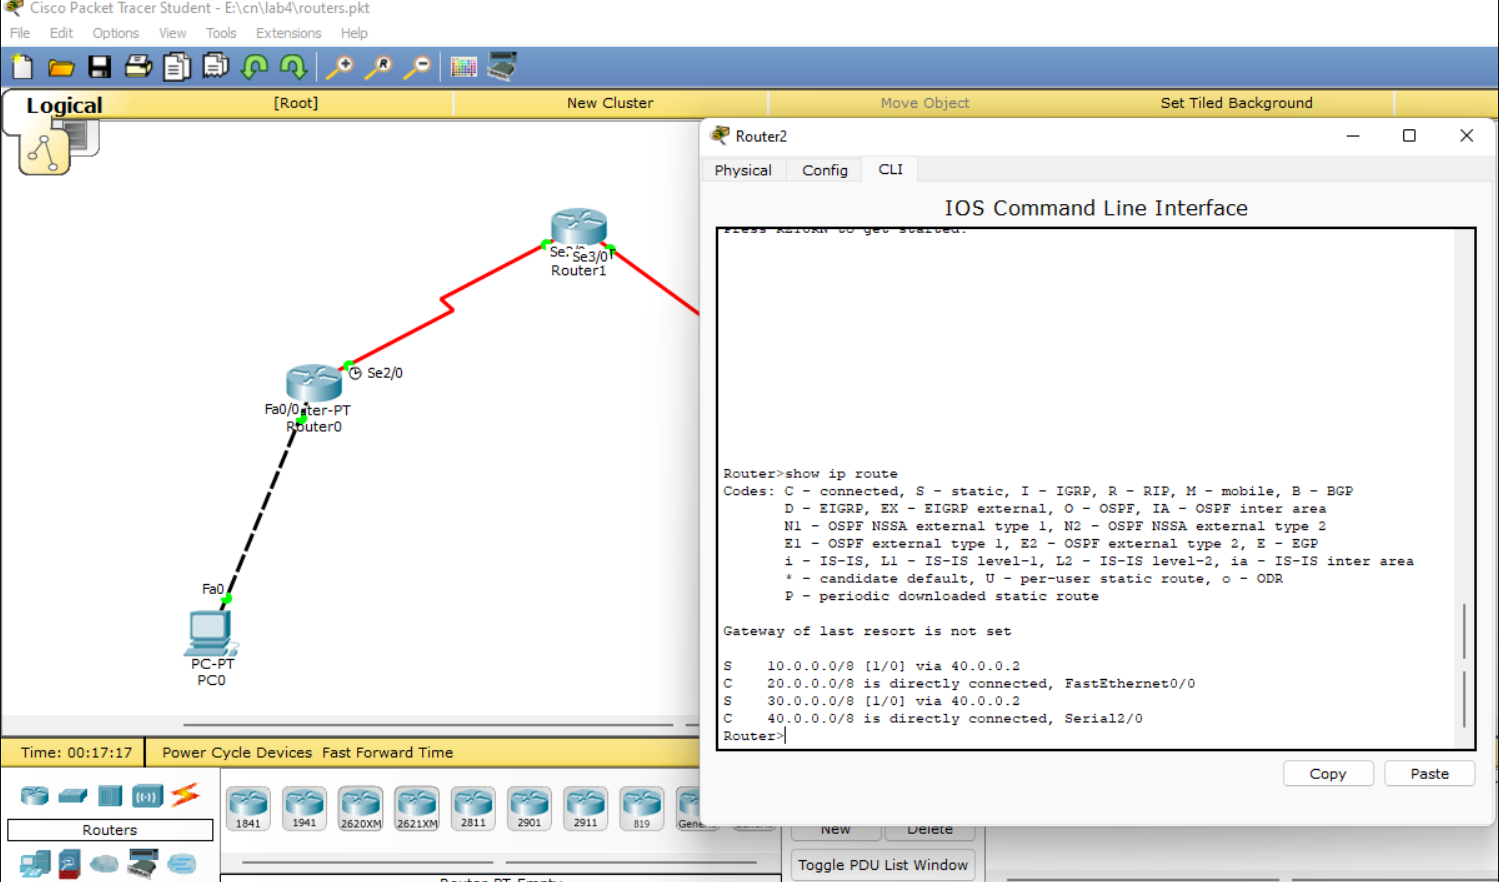 Cisco Packet Tracer Student - E:\cn\lab4\routers.pkt
File Edit Options View Tools Extensions Help
Logical [Root] New Cluster Move Object Set Tiled Background
Router2
Physical Config CLI
IOS Command Line Interface
Press RETURN to get started.
Se3/0
Router1
Se2/0
Fa0/0
Router0
Fa0
PC-PT
PC0
Router>show ip route
Codes: C - connected, S - static, I - IGRP, R - RIP, M - mobile, B - BGP
D - EIGRP, EX - EIGRP external, O - OSPF, IA - OSPF inter area
N1 - OSPF NSSA external type 1, N2 - OSPF NSSA external type 2
E1 - OSPF external type 1, E2 - OSPF external type 2, E - EGP
i - IS-IS, L1 - IS-IS level-1, L2 - IS-IS level-2, ia - IS-IS inter area
* - candidate default, U - per-user static route, o - ODR
P - periodic downloaded static route
Gateway of last resort is not set
S 10.0.0.0/8 [1/0] via 40.0.0.2
C 20.0.0.0/8 is directly connected, FastEthernet0/0
S 30.0.0.0/8 [1/0] via 40.0.0.2
C 40.0.0.0/8 is directly connected, Serial2/0
Router>
Copy Paste
Time: 00:17:17 Power Cycle Devices Fast Forward Time
Routers
1841 1941 2620XM 2621XM 2811 2901 2911 819
New Delete
Toggle PDU List Window